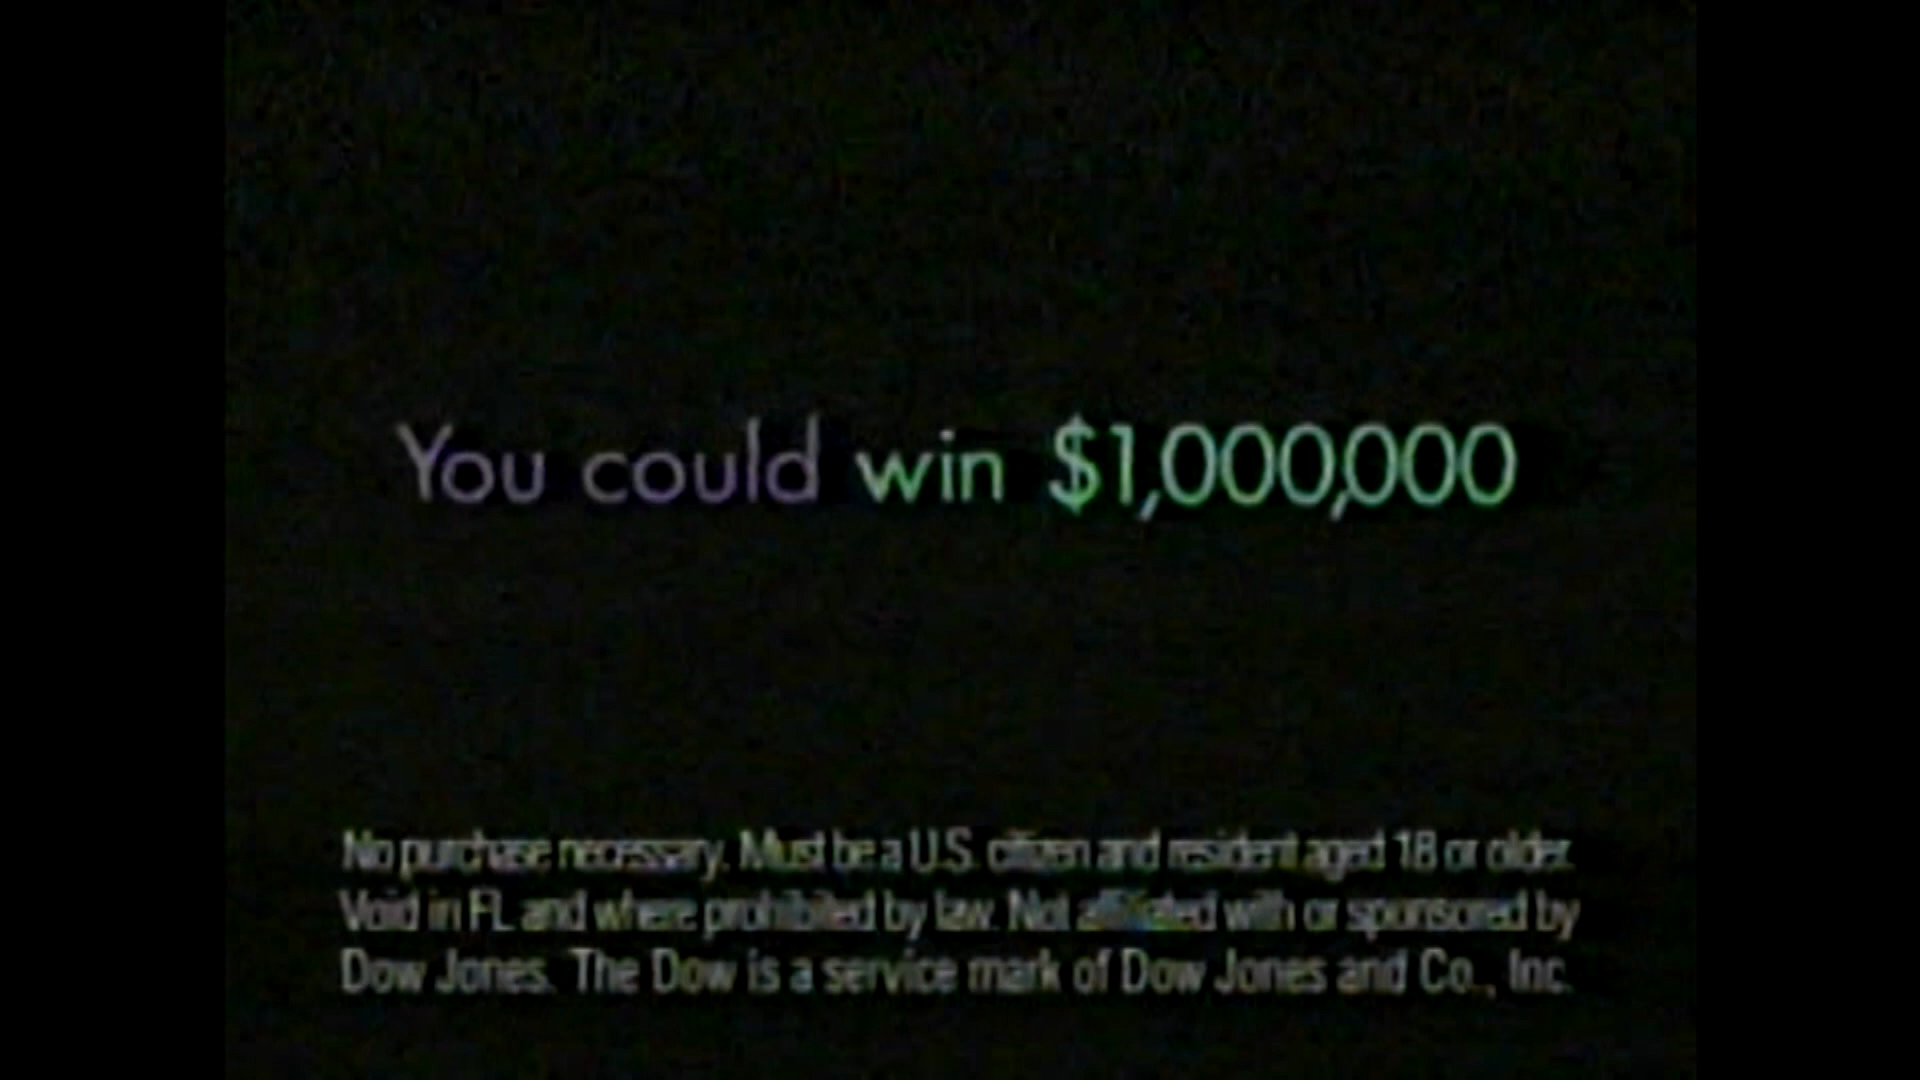 You could win $1,000,000
No purchase necessary. Must be a U.S. citizen and resident aged 18 or older.
Void in FL and where prohibited by law. Not affiliated with or sponsored by
Dow Jones. The Dow is a service mark of Dow Jones and Co., Inc.